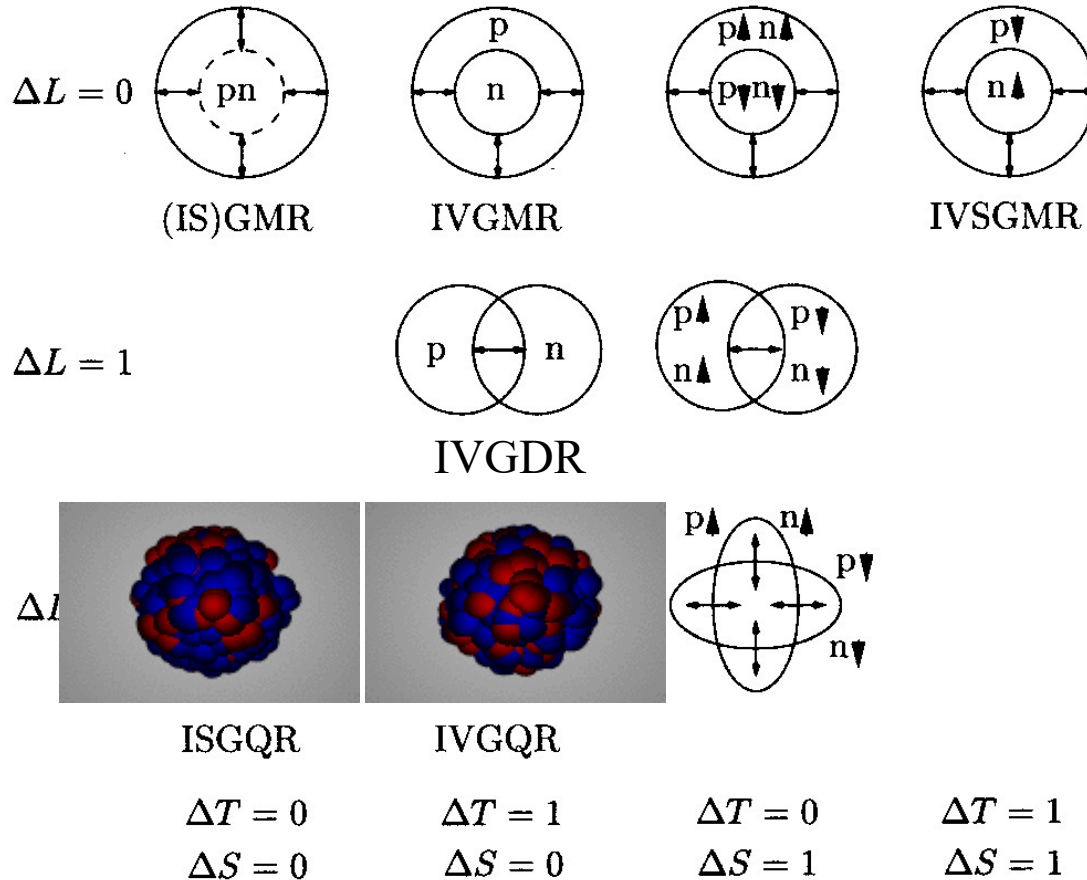 p p▲ n▲ p▼
ΔL = 0 pn n p▼n▼ n▲
(IS)GMR IVGMR IVSGMR
p▲ p▼
ΔL = 1 p n
n▲ n▼
IVGDR
p▲ n▲
p▼
Δ
n▼
ISGQR IVGQR
ΔT = 0 ΔT = 1 ΔT = 0 ΔT = 1
ΔS = 0 ΔS = 0 ΔS = 1 ΔS = 1